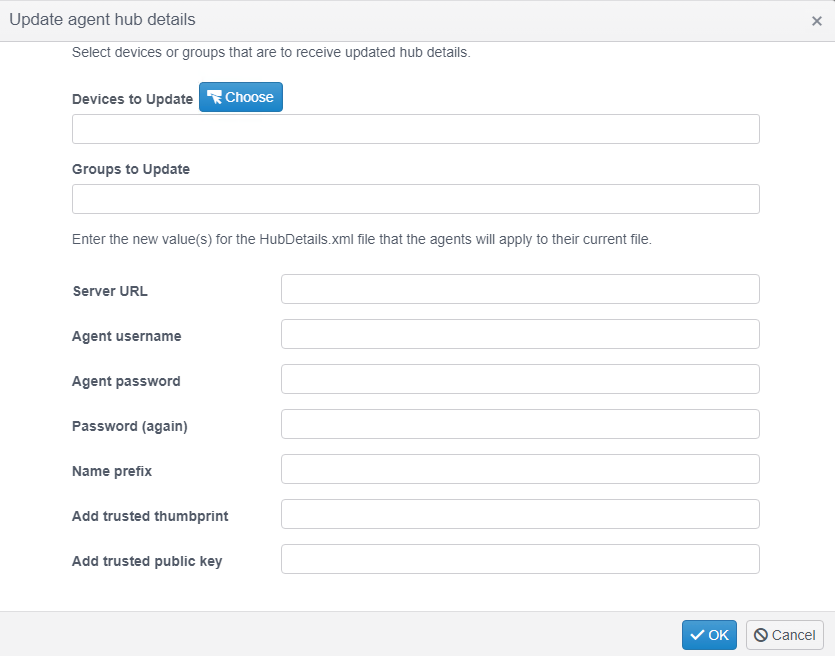 Update agent hub details
Select devices or groups that are to receive updated hub details.
Devices to Update Choose
Groups to Update
Enter the new value(s) for the HubDetails.xml file that the agents will apply to their current file.
Server URL
Agent username
Agent password
Password (again)
Name prefix
Add trusted thumbprint
Add trusted public key
OK Cancel